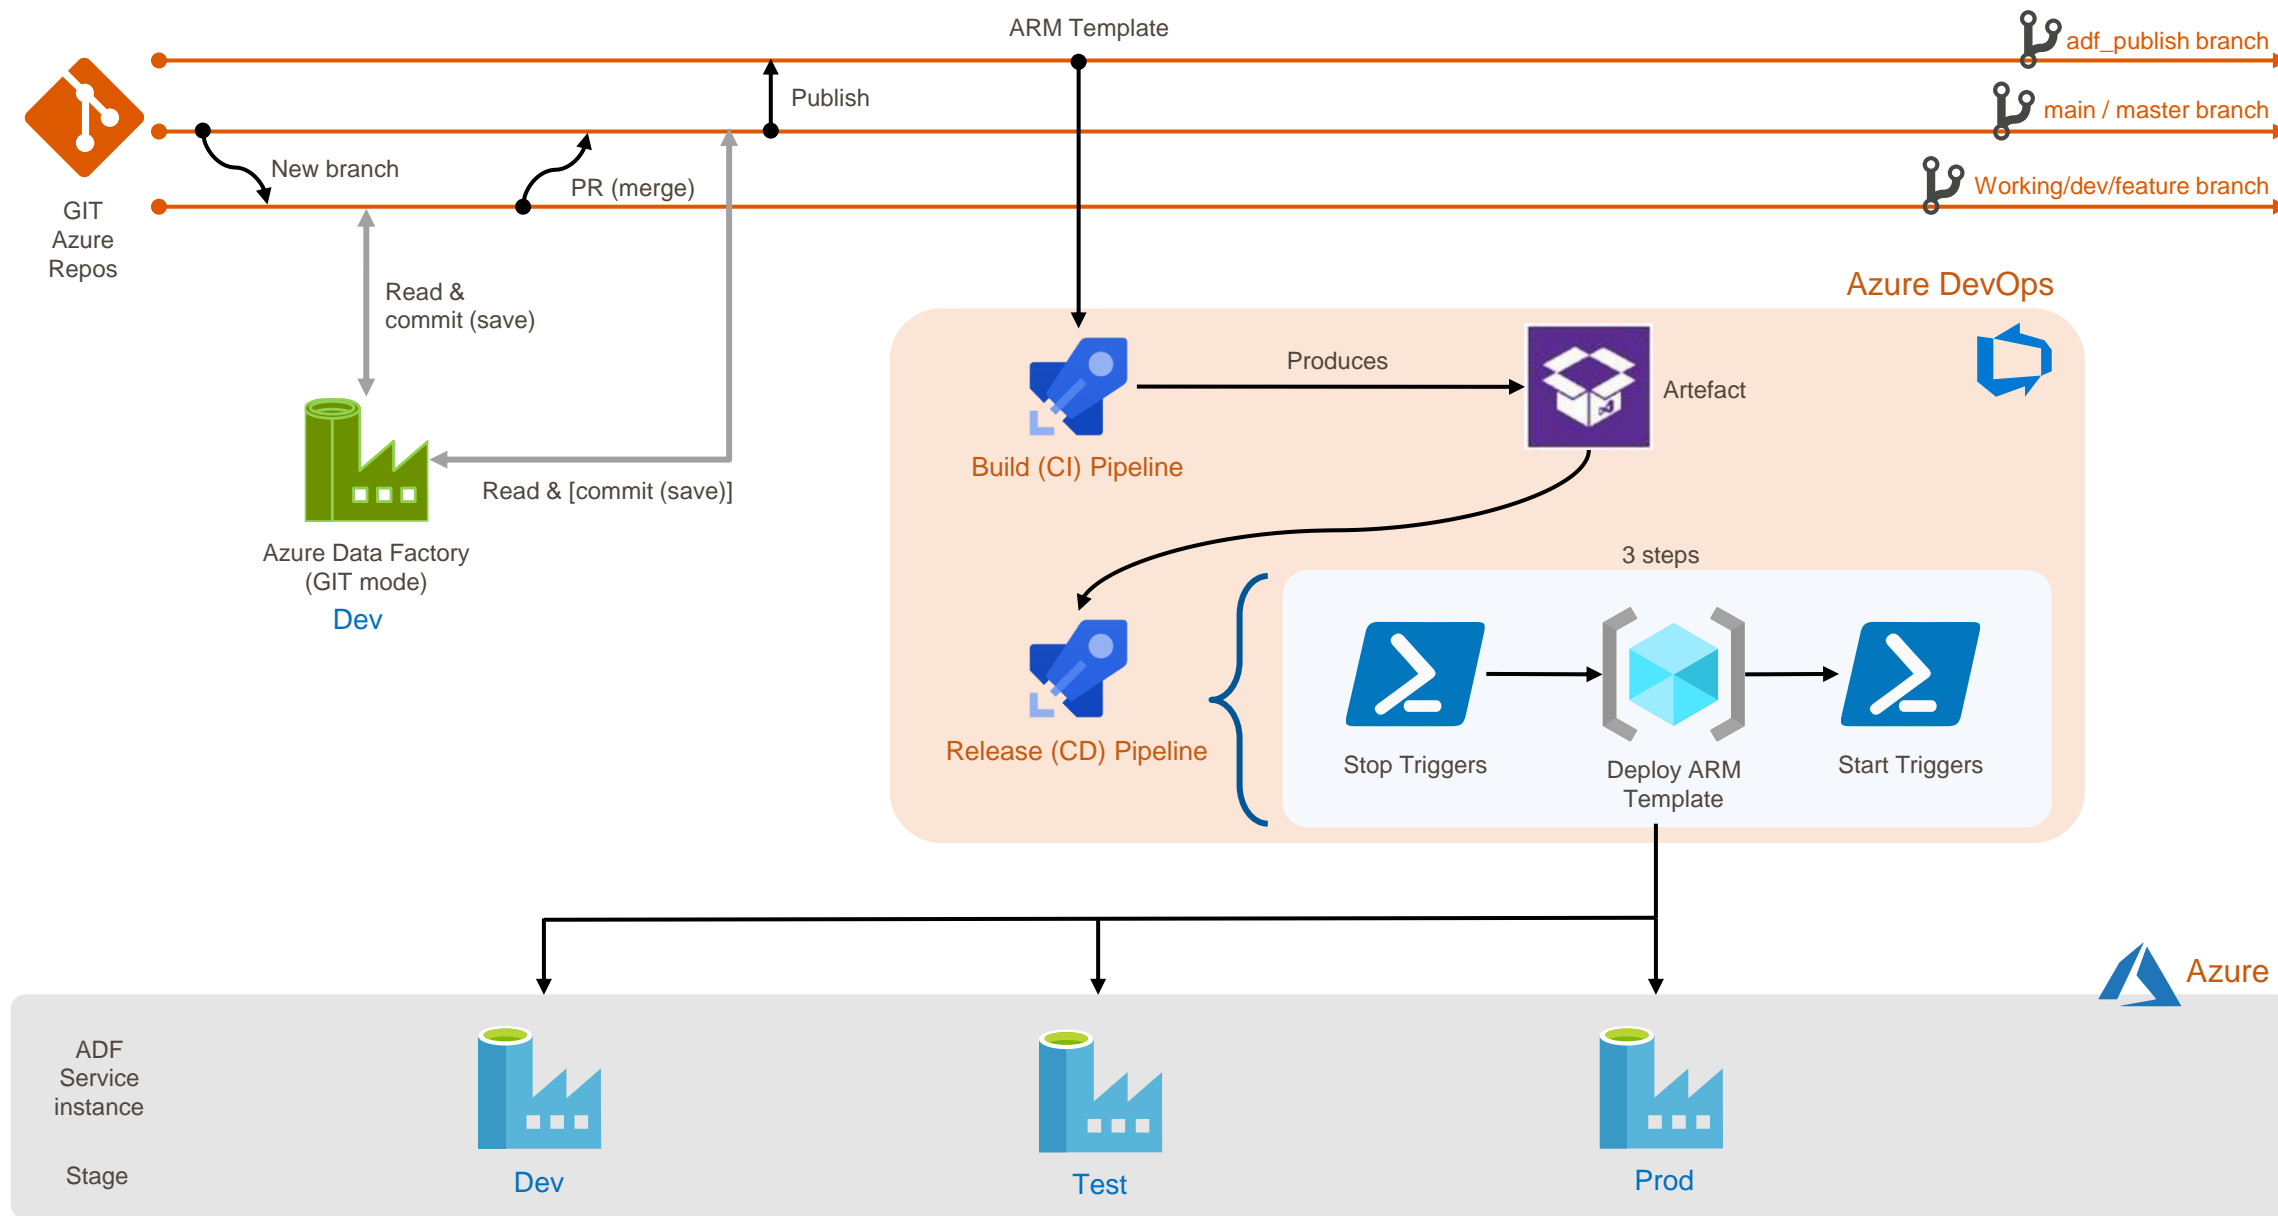 ARM Template
adf_publish branch
Publish
main / master branch
New branch
PR (merge)
Working/dev/feature branch
GIT
Azure
Repos
Read &
commit (save)
Azure DevOps
Produces
Artefact
Build (CI) Pipeline
Read & [commit (save)]
Azure Data Factory
(GIT mode)
Dev
3 steps
Release (CD) Pipeline
Stop Triggers
Deploy ARM
Template
Start Triggers
Azure
ADF
Service
instance
Stage
Dev
Test
Prod